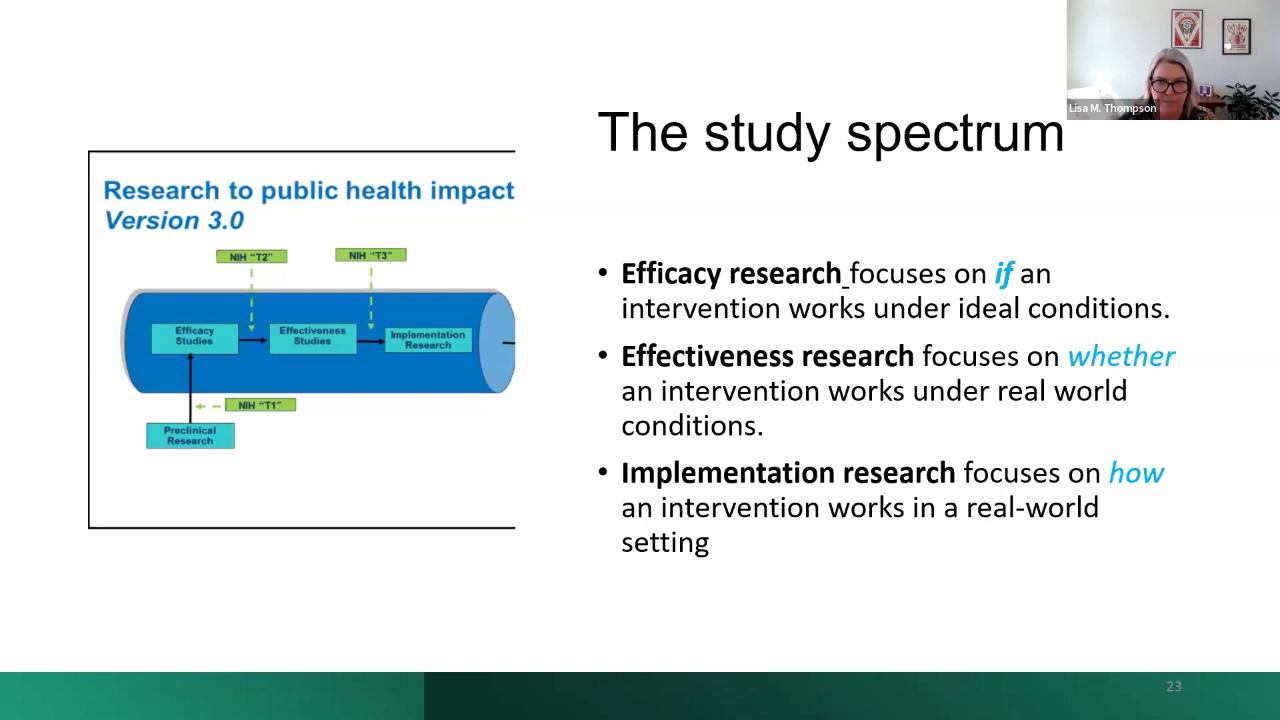 Lisa M. Thompson
The study spectrum
Research to public health impact
Version 3.0
NIH “T2”
NIH “T3”
Efficacy
Studies
Effectiveness
Studies
Implementation
Research
NIH “T1”
Preclinical
Research
• Efficacy research focuses on if an
intervention works under ideal conditions.
• Effectiveness research focuses on whether
an intervention works under real world
conditions.
• Implementation research focuses on how
an intervention works in a real-world
setting
23